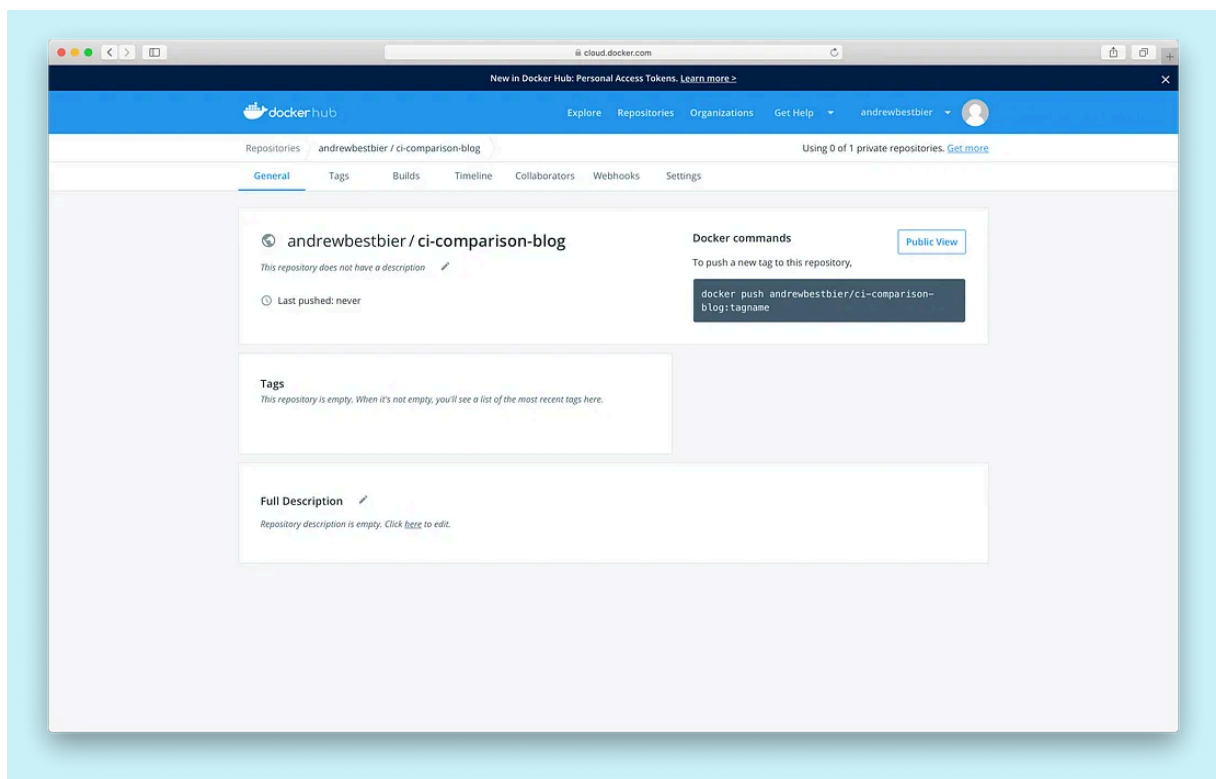 cloud.docker.com
New in Docker Hub: Personal Access Tokens. Learn more >
dockerhub
Explore Repositories Organizations Get Help andrewbestbier
Repositories andrewbestbier / ci-comparison-blog Using 0 of 1 private repositories. Get more
General Tags Builds Timeline Collaborators Webhooks Settings
andrewbestbier / ci-comparison-blog
This repository does not have a description
Last pushed: never
Docker commands
Public View
To push a new tag to this repository,
docker push andrewbestbier/ci-comparison-
blog:tagname
Tags
This repository is empty. When it's not empty, you'll see a list of the most recent tags here.
Full Description
Repository description is empty. Click here to edit.